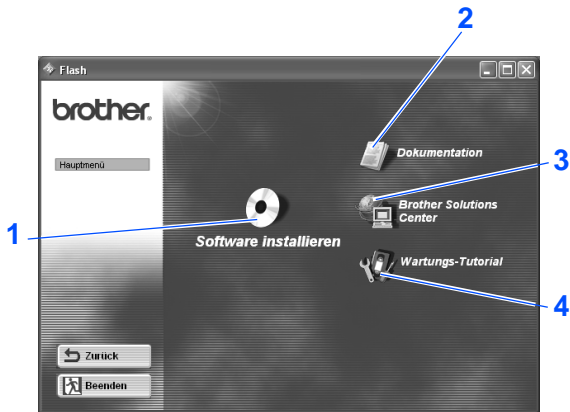 2
Flash
brother.
Dokumentation
3
Hauptmenü
Brother Solutions
Center
1
Software installieren
Wartungs-Tutorial
4
Zurück
Beenden